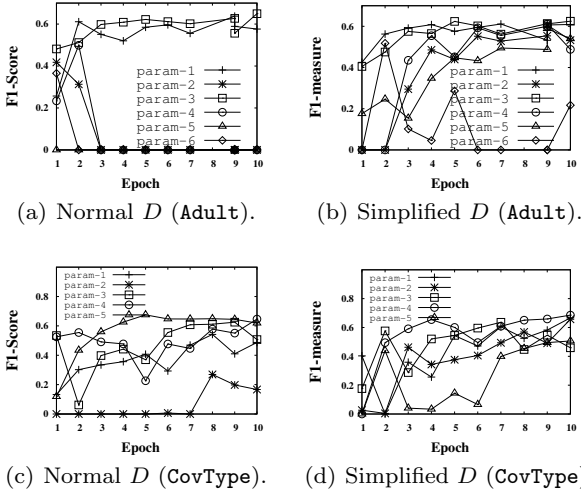 F1-Score
0.6
0.4
0.2
0
param-1
param-2
param-3
param-4
param-5
param-6
1 2 3 4 5 6 7 8 9 10
Epoch
(a) Normal D (Adult).
F1-measure
0.8
0.6
0.4
0.2
0
param-1
param-2
param-3
param-4
param-5
param-6
1 2 3 4 5 6 7 8 9 10
Epoch
(b) Simplified D (Adult).
F1-Score
1
0.8
0.6
0.4
0.2
0
param-1
param-2
param-3
param-4
param-5
1 2 3 4 5 6 7 8 9 10
Epoch
(c) Normal D (CovType).
F1-measure
1
0.8
0.6
0.4
0.2
0
param-1
param-2
param-3
param-4
param-5
1 2 3 4 5 6 7 8 9 10
Epoch
(d) Simplified D (CovType)